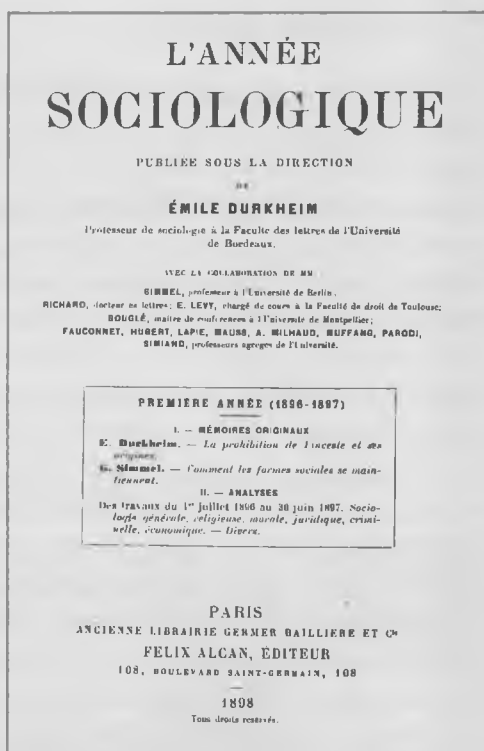 L'ANNÉE
SOCIOLOGIQUE
PUBLIÉE SOUS LA DIRECTION
DE
ÉMILE DURKHEIM
Professeur de sociologie à la Faculté des lettres de l'Université
de Bordeaux.
AVEC LA COLLABORATION DE MM.
SIMMEL, professeur à l'Université de Berlin;
RICHARD, docteur ès lettres; E. LEVY, chargé de cours à la Faculté de droit de Toulouse;
BOUGLÉ, maître de conférences à l'Université de Montpellier;
FAUCONNET, HUBERT, LAPIE, MAUSS, A. MILHAUD, MUFFANG, PARODI,
SIMIAND, professeurs agrégés de l'Université.
PREMIÈRE ANNÉE (1896-1897)
I. — MÉMOIRES ORIGINAUX
E. Durkheim. — La prohibition de l'inceste et ses
origines.
G. Simmel. — Comment les formes sociales se main-
tiennent.
II. — ANALYSES
Des travaux du 1er juillet 1896 au 30 juin 1897. Socio-
logie générale, religieuse, morale, juridique, crimi-
nelle, économique. — Divers.
PARIS
ANCIENNE LIBRAIRIE GERMER BAILLIERE ET Cie
FELIX ALCAN, ÉDITEUR
108, BOULEVARD SAINT-GERMAIN, 108
1898
Tous droits reservés.